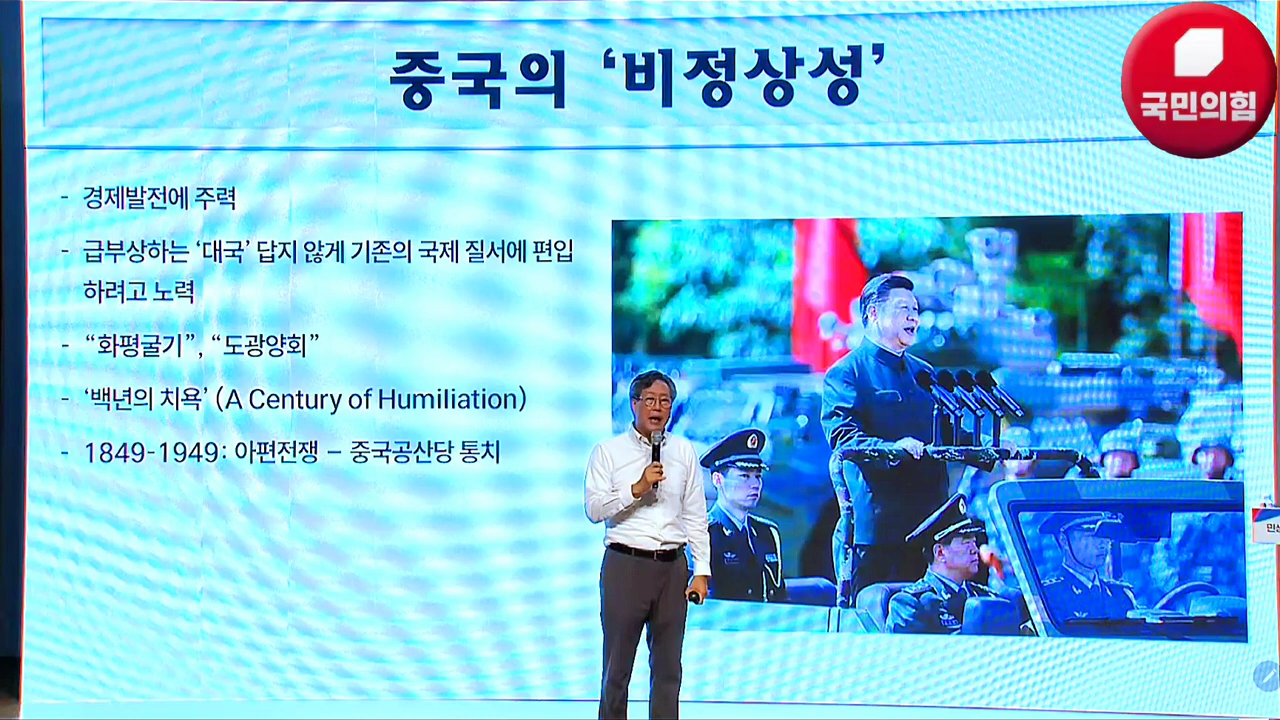 중국의 ‘비정상성’
국민의힘
- 경제발전에 주력
- 급부상하는 ‘대국’ 답지 않게 기존의 국제 질서에 편입
하려고 노력
- “화평굴기”, “도광양회”
- ‘백년의 치욕’ (A Century of Humiliation)
- 1849-1949: 아편전쟁 – 중국공산당 통치